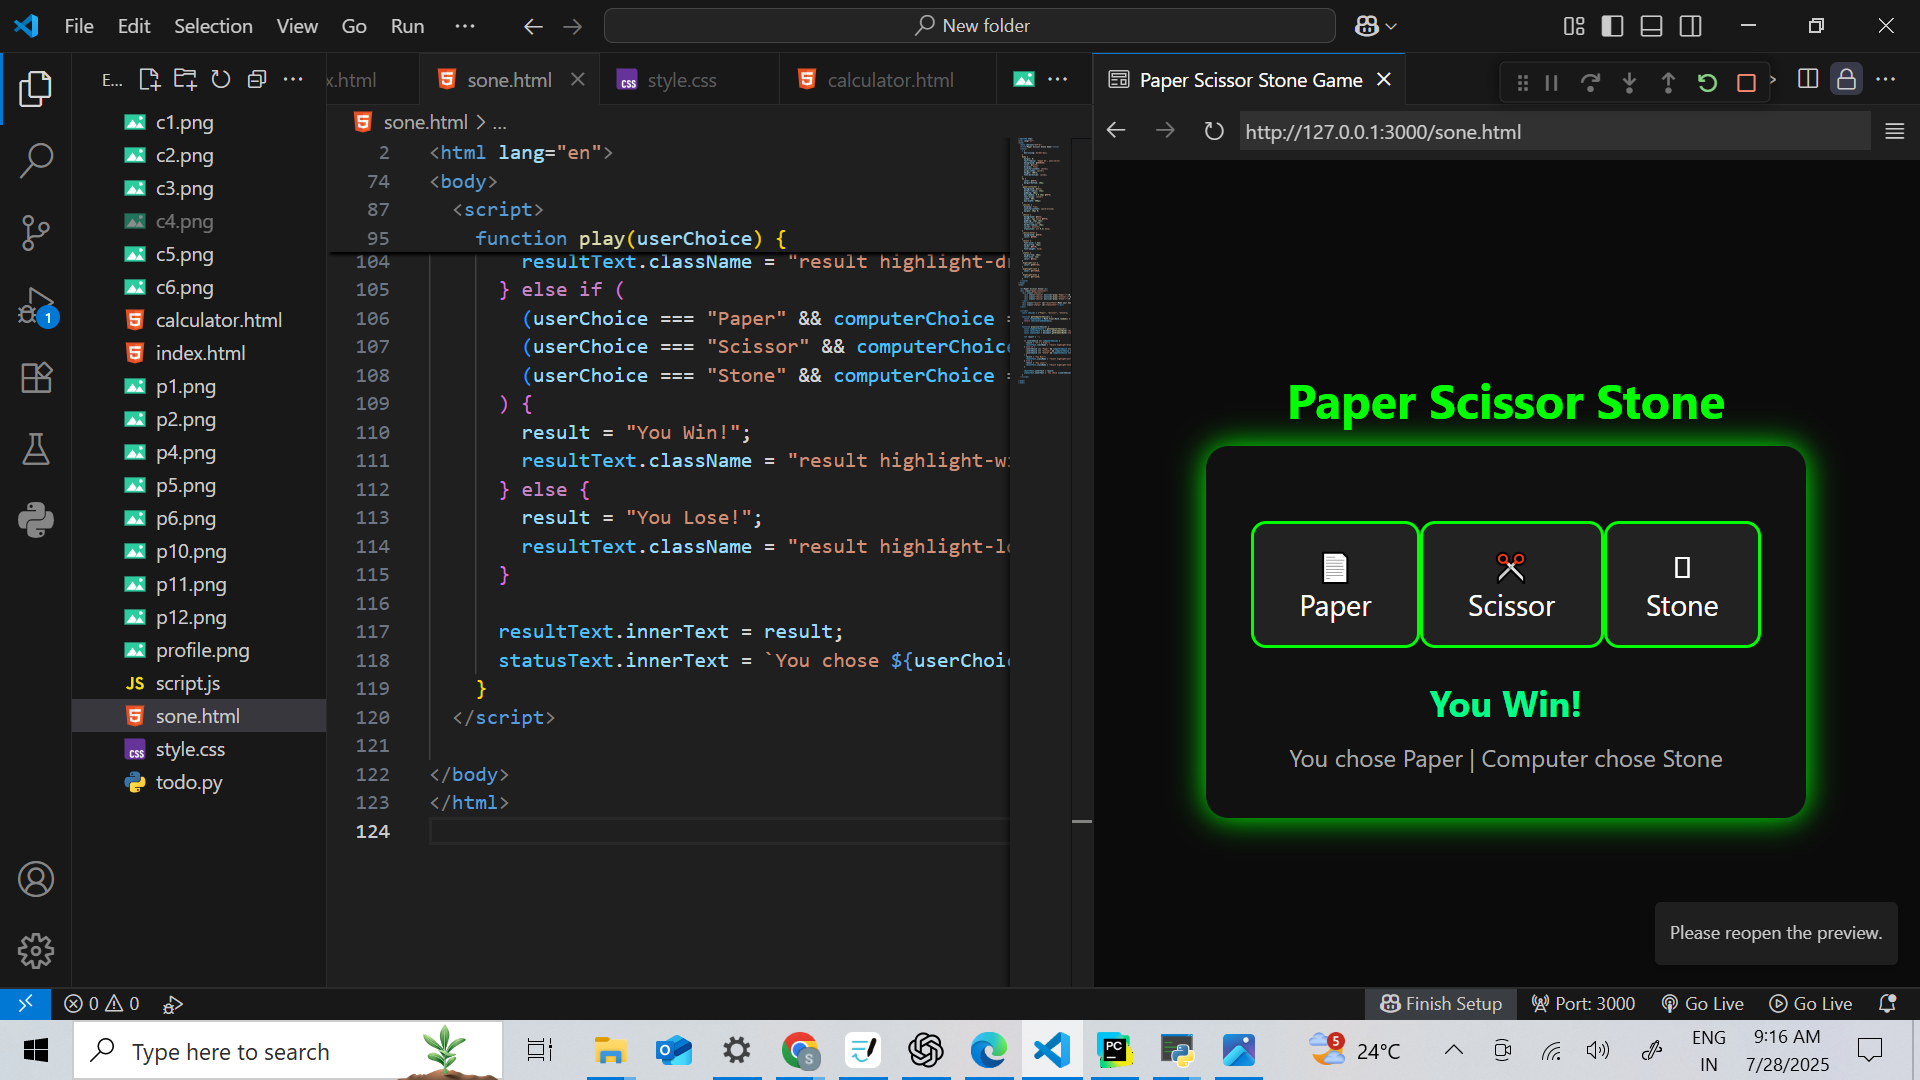 File Edit Selection View Go Run ··· New folder
E... x.html sone.html style.css calculator.html ··· Paper Scissor Stone Game
sone.html > ...
http://127.0.0.1:3000/sone.html
c1.png
c2.png
c3.png
c4.png
c5.png
c6.png
calculator.html
index.html
p1.png
p2.png
p4.png
p5.png
p6.png
p10.png
p11.png
p12.png
profile.png
JS script.js
sone.html
css style.css
todo.py
1
2 <html lang="en">
74 <body>
87 <script>
95 function play(userChoice) {
104 resultText.className = "result highlight-d
105 } else if (
106 (userChoice === "Paper" && computerChoice =
107 (userChoice === "Scissor" && computerChoic
108 (userChoice === "Stone" && computerChoice =
109 ) {
110 result = "You Win!";
111 resultText.className = "result highlight-w
112 } else {
113 result = "You Lose!";
114 resultText.className = "result highlight-l
115 }
116
117 resultText.innerText = result;
118 statusText.innerText = `You chose ${userChoi
119 }
120 </script>
121
122 </body>
123 </html>
124
Paper Scissor Stone
Paper Scissor Stone
You Win!
You chose Paper | Computer chose Stone
Please reopen the preview.
0 0 Finish Setup Port: 3000 Go Live Go Live
Type here to search PC S 5 24°C ENG 9:16 AM
IN 7/28/2025